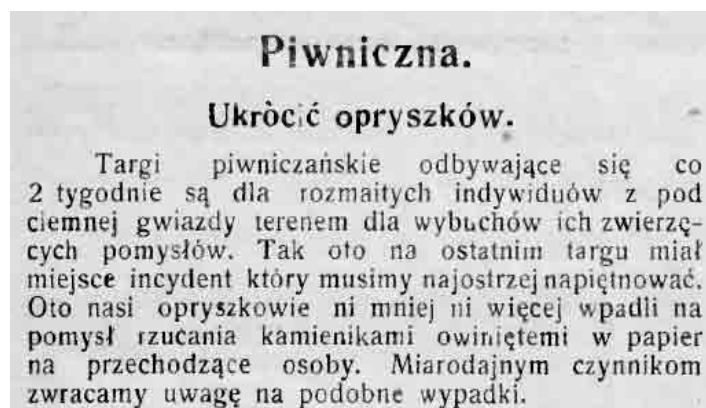 Piwniczna.
Ukròcić opryszków.
Targi piwniczańskie odbywające się co
2 tygodnie są dla rozmaitych indywiduów z pod
ciemnej gwiazdy terenem dla wybuchów ich zwierzę-
cych pomysłów. Tak oto na ostatnim targu miał
miejsce incydent który musimy najostrzej napiętnować.
Oto nasi opryszkowie ni mniej ni więcej wpadli na
pomysł rzucania kamienikami owiniętemi w papier
na przechodzące osoby. Miarodajnym czynnikom
zwracamy uwagę na podobne wypadki.